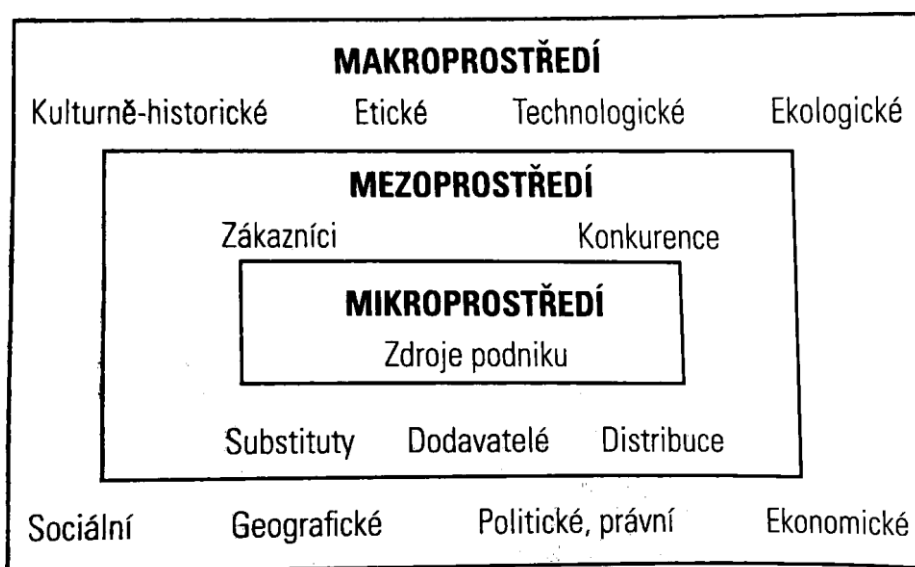 MAKROPROSTŘEDÍ
Kulturně-historické Etické Technologické Ekologické
MEZOPROSTŘEDÍ
Zákazníci Konkurence
MIKROPROSTŘEDÍ
Zdroje podniku
Substituty Dodavatelé Distribuce
Sociální Geografické Politické, právní Ekonomické